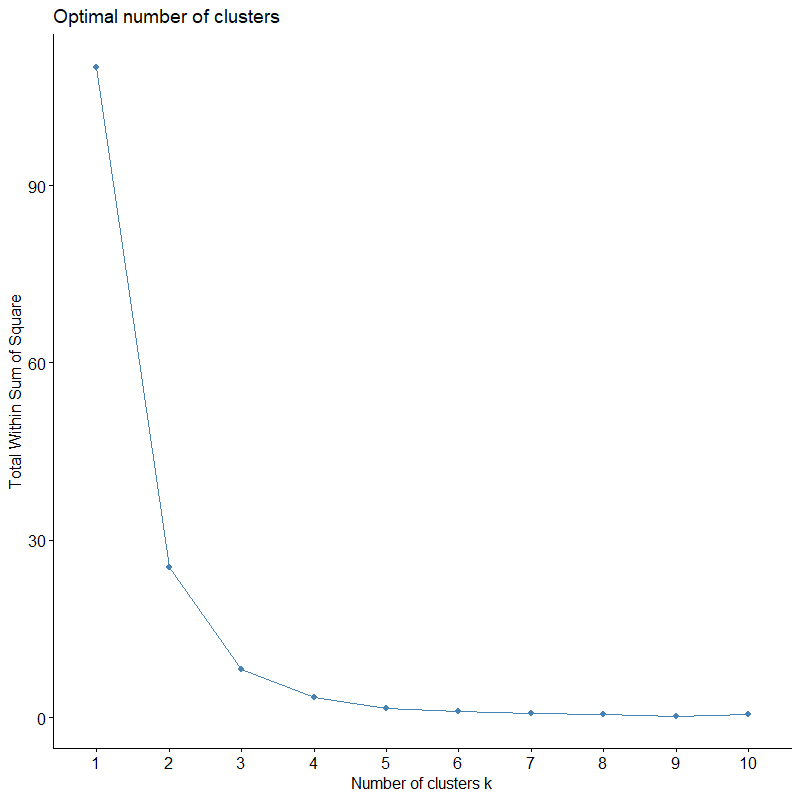 Optimal number of clusters
Total Within Sum of Square
90
60
30
0
1 2 3 4 5 6 7 8 9 10
Number of clusters k